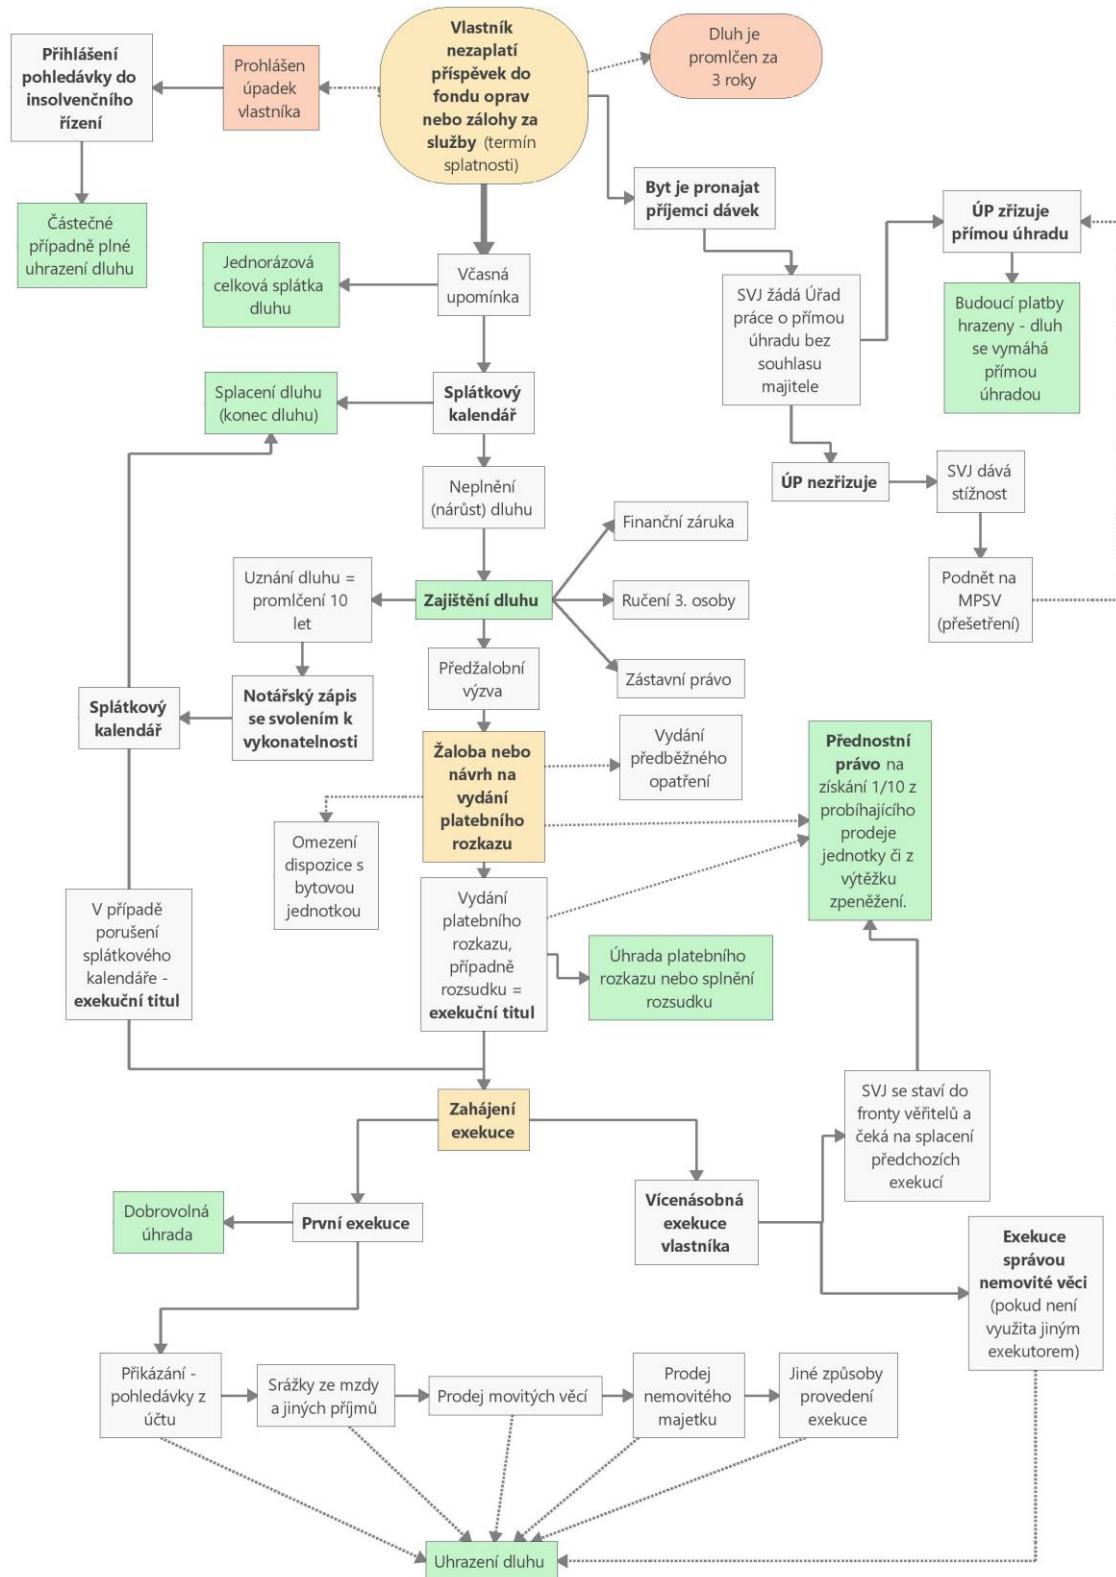 Vlastník
nezaplatí
příspěvek do
fondu oprav
nebo zálohy za
služby (termín
splatnosti)
Přihlášení
pohledávky do
insolvenčního
řízení
Prohlášen
úpadek
vlastníka
Dluh je
promlčen za
3 roky
Částečné
případně plné
uhrazení dluhu
Byt je pronajat
příjemci dávek
ÚP zřizuje
přímou úhradu
Jednorázová
celková splátka
dluhu
Včasná
upomínka
SVJ žádá Úřad
práce o přímou
úhradu bez
souhlasu
majitele
Budoucí platby
hrazeny - dluh
se vymáhá
přímou
úhradou
Splacení dluhu
(konec dluhu)
Splátkový
kalendář
ÚP nezřizuje
SVJ dává
stížnost
Neplnění
(nárůst) dluhu
Finanční záruka
Uznání dluhu =
promlčení 10
let
Zajištění dluhu
Ručení 3. osoby
Podnět na
MPSV
(přešetření)
Předžalobní
výzva
Zástavní právo
Splátkový
kalendář
Notářský zápis
se svolením k
vykonatelnosti
Žaloba nebo
návrh na
vydání
platebního
rozkazu
Vydání
předběžného
opatření
Přednostní
právo na
získání 1/10 z
probíhajícího
prodeje
jednotky či z
výtěžku
zpeněžení.
Omezení
dispozice s
bytovou
jednotkou
V případě
porušení
splátkového
kalendáře -
exekuční titul
Vydání
platebního
rozkazu,
případně
rozsudku =
exekuční titul
Úhrada platebního
rozkazu nebo splnění
rozsudku
Zahájení
exekuce
SVJ se staví do
fronty věřitelů a
čeká na splacení
předchozích
exekucí
Dobrovolná
úhrada
První exekuce
Vícenásobná
exekuce
vlastníka
Exekuce
správou
nemovité věci
(pokud není
využita jiným
exekutorem)
Přikázání -
pohledávky z
účtu
Srážky ze mzdy
a jiných příjmů
Prodej movitých věcí
Prodej
nemovitého
majetku
Jiné způsoby
provedení
exekuce
Uhrazení dluhu